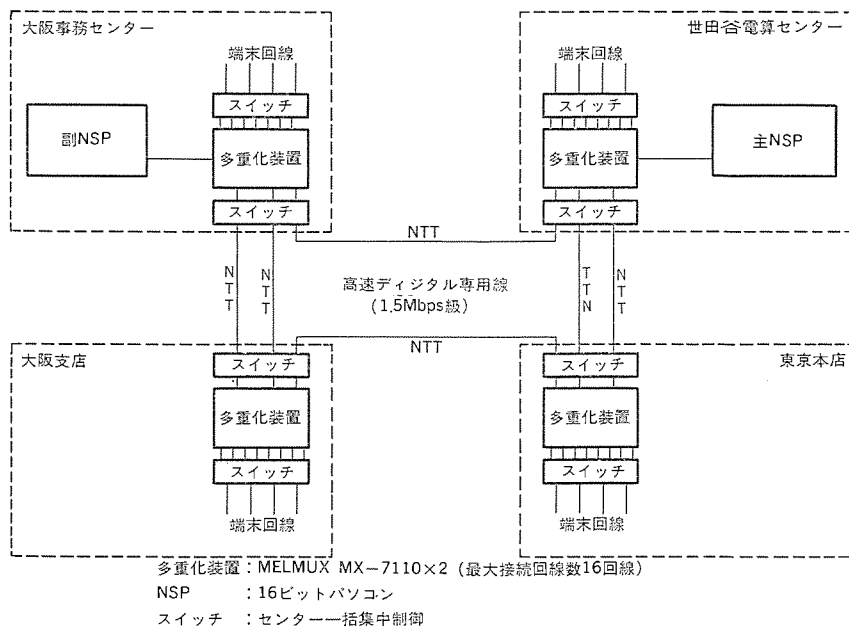 大阪事務センター
世田谷電算センター
端末回線
端末回線
スイッチ
スイッチ
副NSP
多重化装置
多重化装置
主NSP
スイッチ
スイッチ
NTT
NTT
NTT
TTN
NTT
高速ディジタル専用線
(1.5Mbps級)
NTT
大阪支店
東京本店
スイッチ
スイッチ
多重化装置
多重化装置
スイッチ
スイッチ
端末回線
端末回線
多重化装置：MELMUX MX-7110×2 (最大接続回線数16回線)
NSP ：16ビットパソコン
スイッチ ：センター一括集中制御